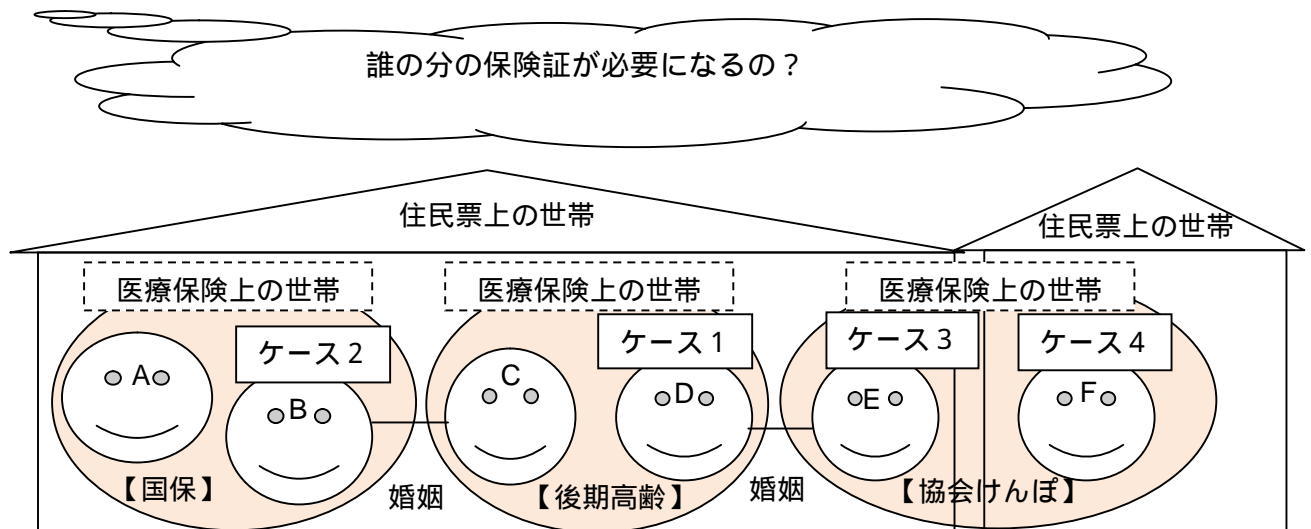 誰の分の保険証が必要になるの？
住民票上の世帯
住民票上の世帯
医療保険上の世帯
医療保険上の世帯
医療保険上の世帯
ケース２
ケース１
ケース３
ケース４
A
B
C
D
E
F
【国保】
婚姻
【後期高齢】
婚姻
【協会けんぽ】